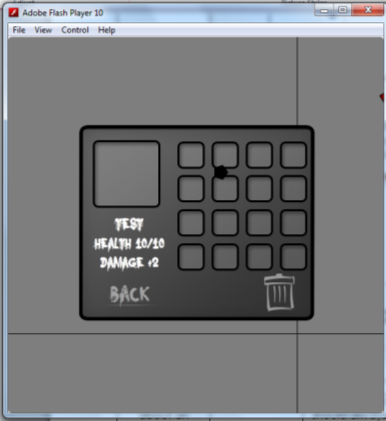 Adobe Flash Player 10
File View Control Help
TEST
HEALTH 10/10
DAMAGE +2
BACK